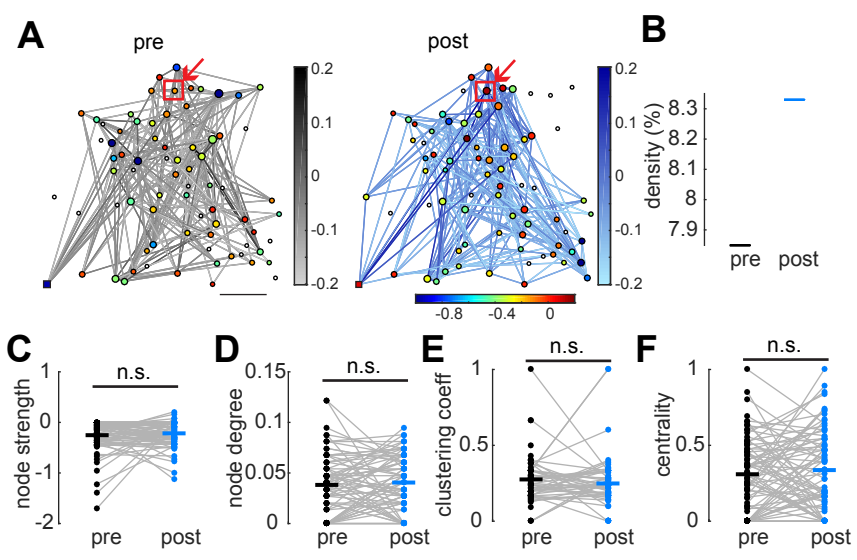 A
pre
post
0.2
0.1
0
-0.1
-0.2
0.2
0.1
0
-0.1
-0.2
-0.8
-0.4
0
B
density (%)
8.3
8.2
8.1
8
7.9
pre
post
C
n.s.
node strength
1
0
-1
-2
pre
post
D
n.s.
node degree
0.15
0.1
0.05
0
pre
post
E
n.s.
clustering coeff
1
0.5
0
pre
post
F
n.s.
centrality
1
0.5
0
pre
post